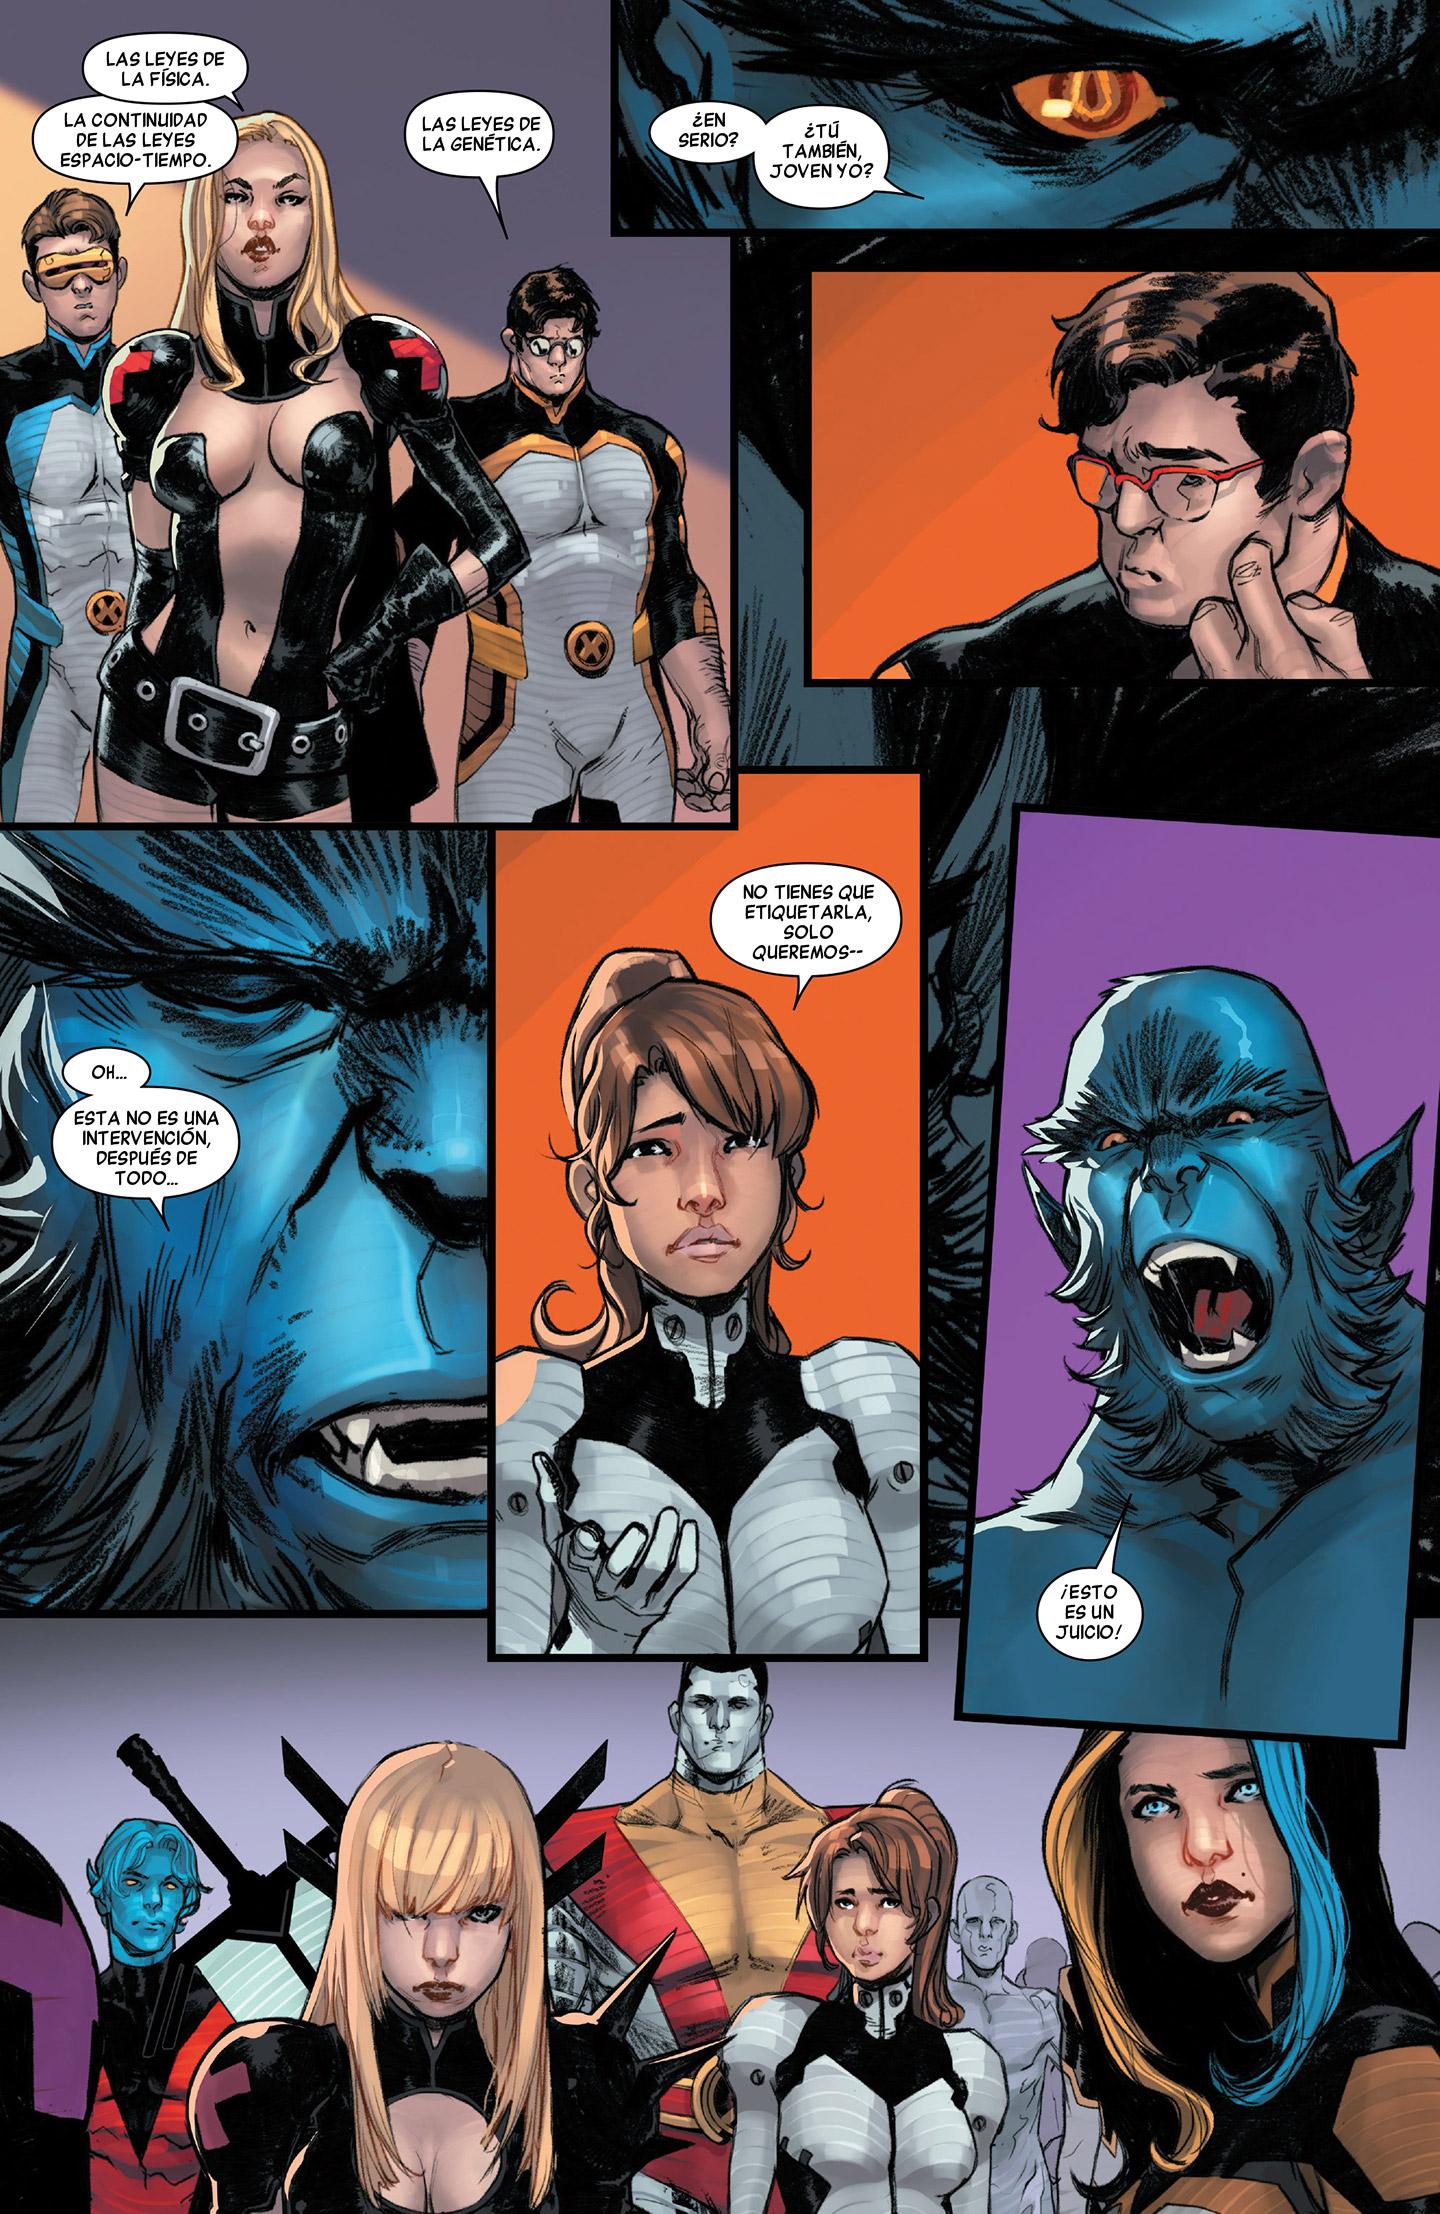 LAS LEYES DE
LA FÍSICA.
LA CONTINUIDAD
DE LAS LEYES
ESPACIO-TIEMPO.
LAS LEYES DE
LA GENÉTICA.
¿EN
SERIO?
¿TÚ
TAMBIÉN,
JOVEN YO?
OH...
ESTA NO ES UNA
INTERVENCIÓN,
DESPUÉS DE
TODO...
NO TIENES QUE
ETIQUETARLA,
SOLO
QUEREMOS--
¡ESTO
ES UN
JUICIO!